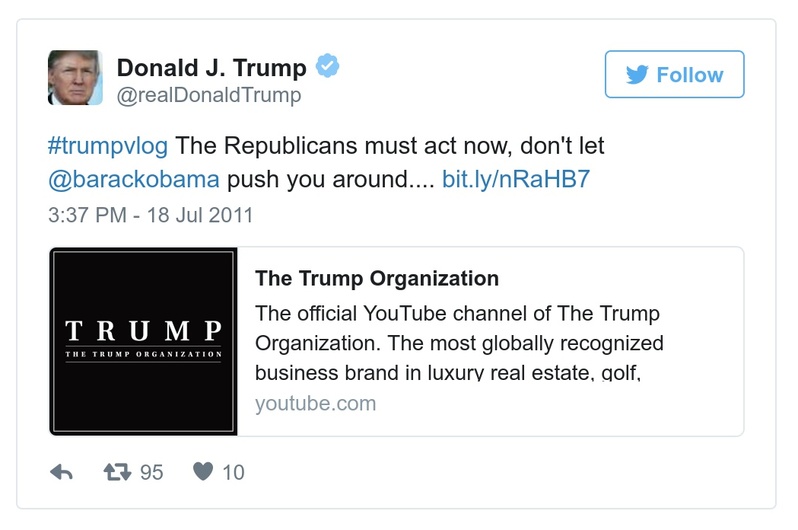 Donald J. Trump
@realDonaldTrump
Follow
#trumpvlog The Republicans must act now, don't let
@barackobama push you around.... bit.ly/nRaHB7
3:37 PM - 18 Jul 2011
TRUMP
THE TRUMP ORGANIZATION
The Trump Organization
The official YouTube channel of The Trump
Organization. The most globally recognized
business brand in luxury real estate, golf,
youtube.com
95
10